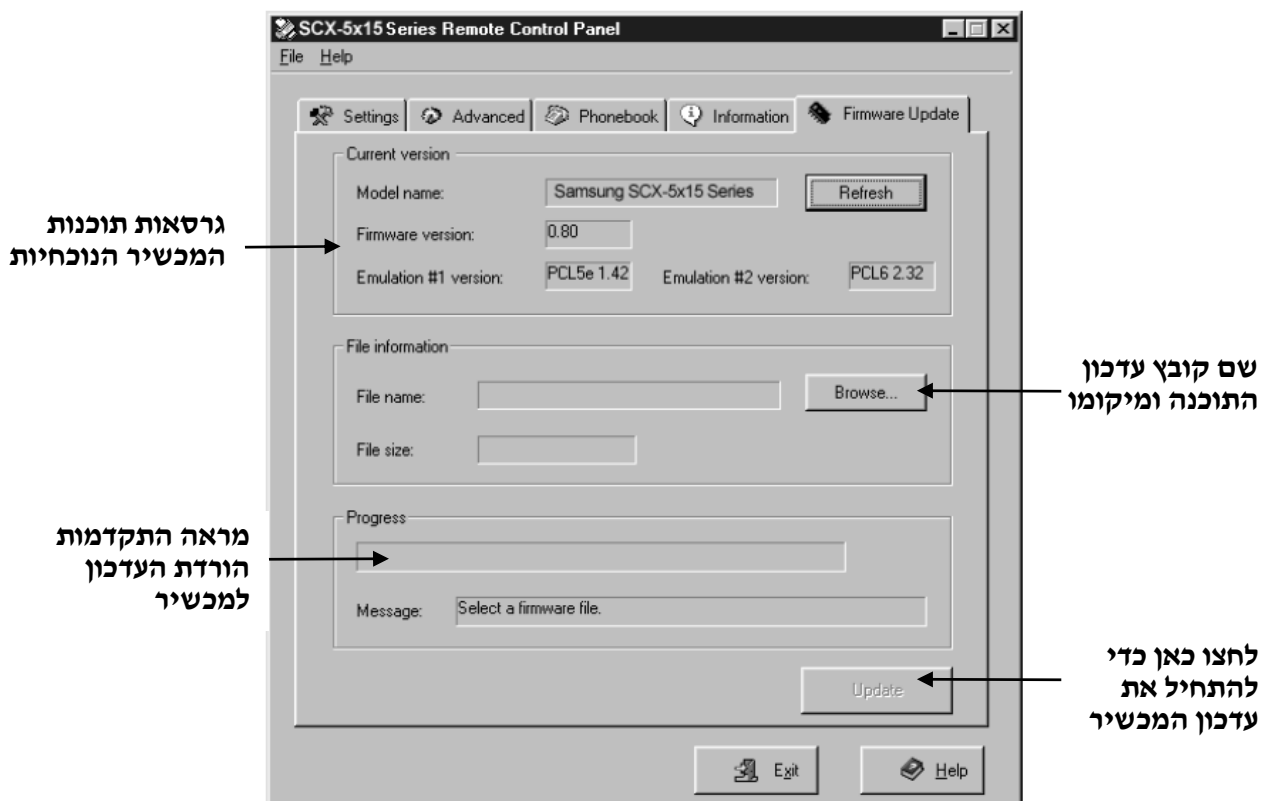 SCX-5x15 Series Remote Control Panel
File Help
Settings Advanced Phonebook Information Firmware Update
Current version
Model name: Samsung SCX-5x15 Series Refresh
Firmware version: 0.80
Emulation #1 version: PCL5e 1.42 Emulation #2 version: PCL6 2.32
גרסאות תוכנות
המכשיר הנוכחיות
File information
File name: Browse...
File size:
שם קובץ עדכון
התוכנה ומיקומו
Progress
Message: Select a firmware file.
מראה התקדמות
הורדת העדכון
למכשיר
Update
לחצו כאן כדי
להתחיל את
עדכון המכשיר
Exit Help